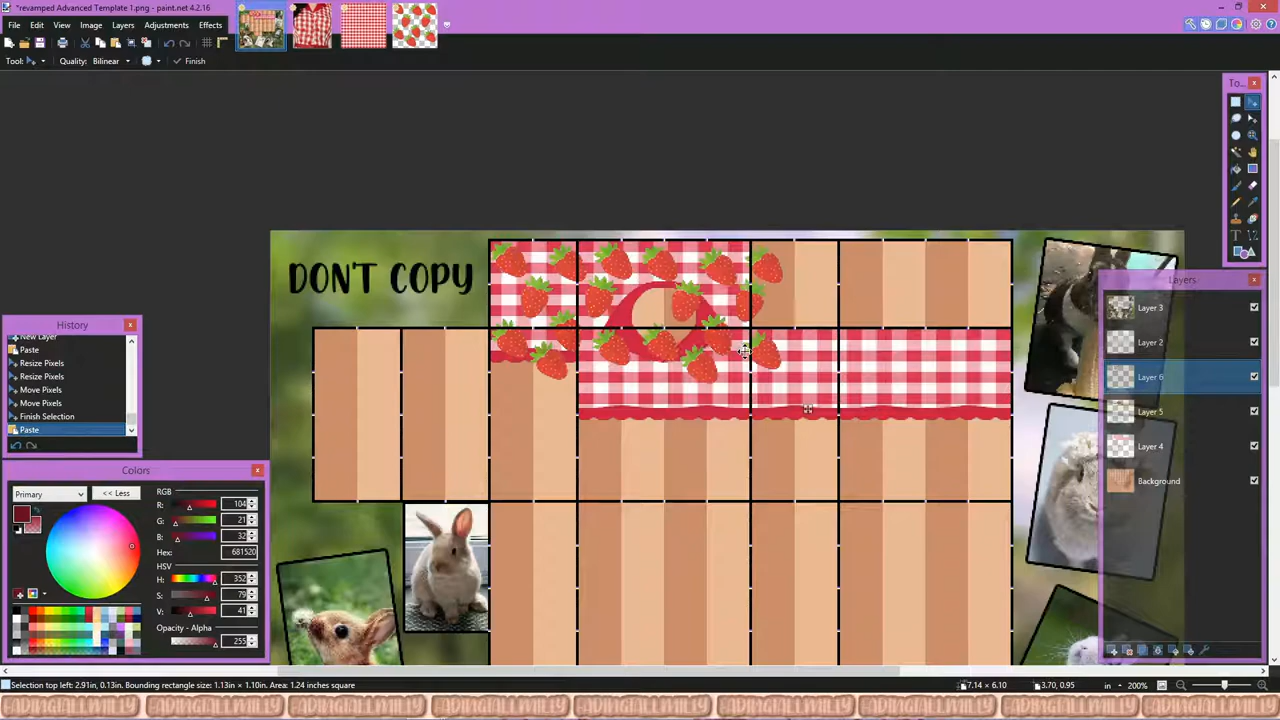 *revamped Advanced Template 1.png - paint.net 4.2.16
File Edit View Image Layers Adjustments Effects
Tool: Quality: Bilinear Finish
To...
DON'T COPY
Layers
Layer 3
Layer 2
Layer 6
Layer 5
Layer 4
Background
History
New Layer
Paste
Resize Pixels
Resize Pixels
Move Pixels
Move Pixels
Finish Selection
Paste
Colors
Primary
<< Less
RGB
R: 104
G: 21
B: 32
Hex: 681520
HSV
H: 352
S: 79
V: 41
Opacity - Alpha
255
Selection top left: 2.91in, 0.13in. Bounding rectangle size: 1.13in × 1.10in. Area: 1.24 inches square
7.14 × 6.10
3.70, 0.95
in
200%